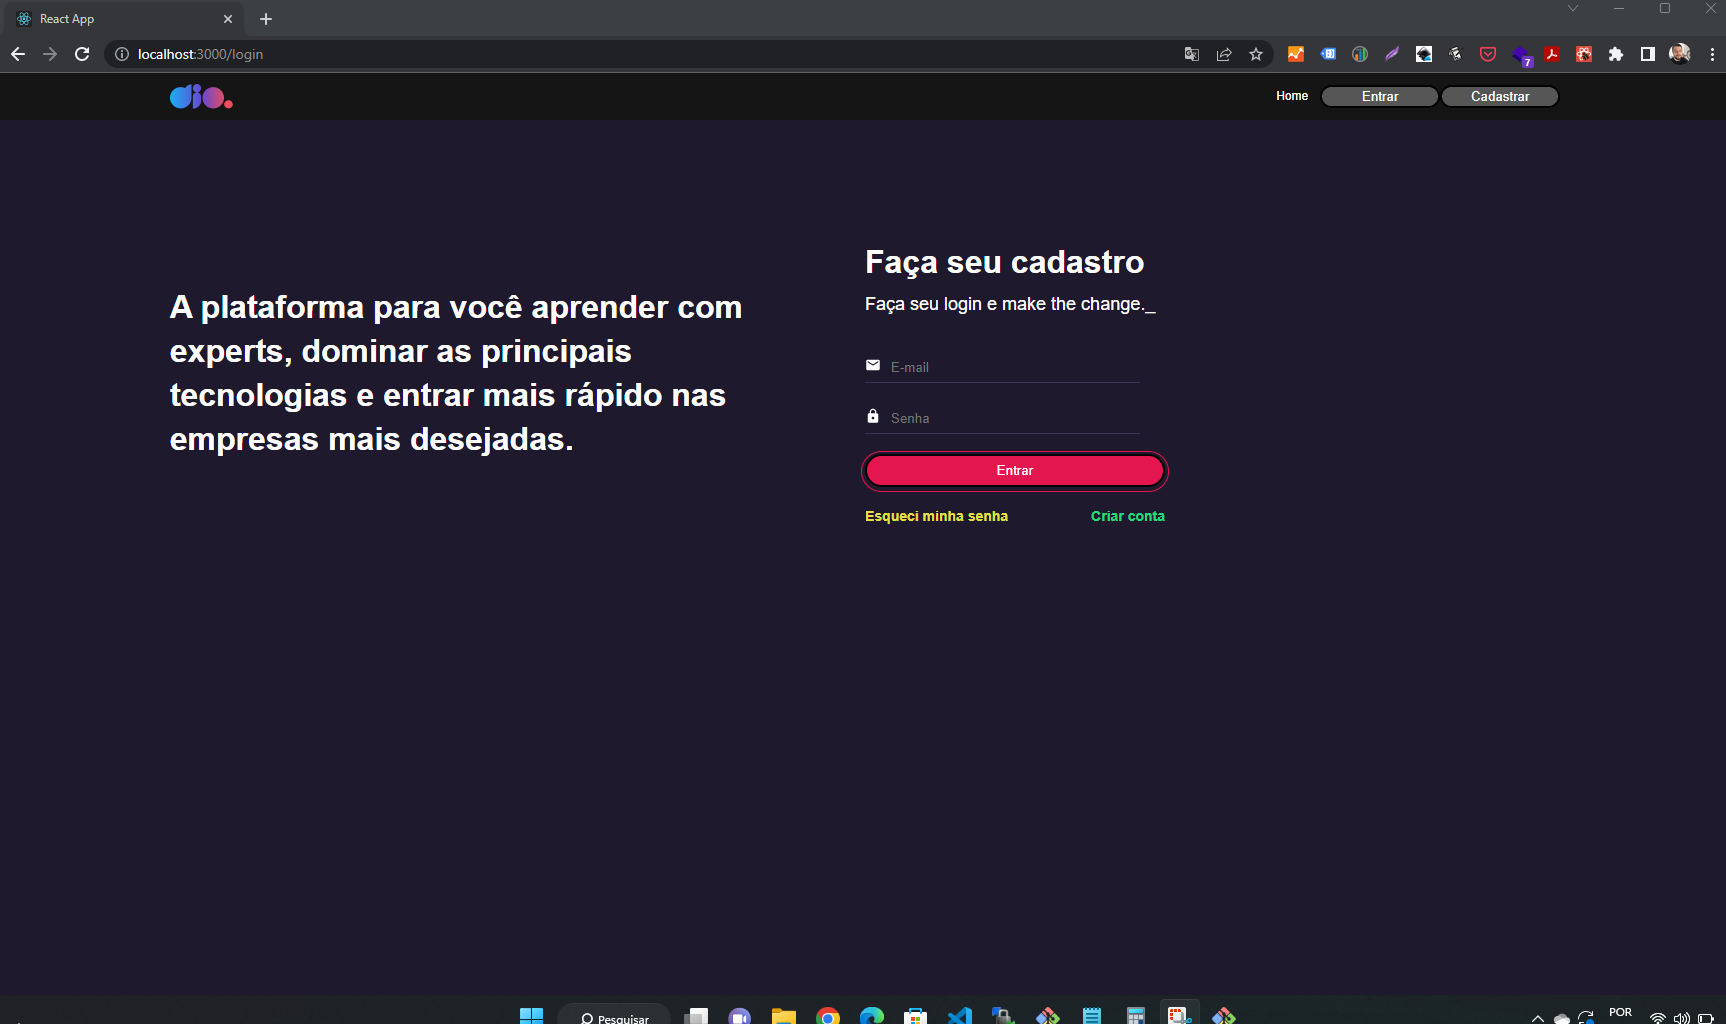 React App
localhost:3000/login
7
dio.
Home
Entrar
Cadastrar
Faça seu cadastro
Faça seu login e make the change._
A plataforma para você aprender com
experts, dominar as principais
tecnologias e entrar mais rápido nas
empresas mais desejadas.
E-mail
Senha
Entrar
Esqueci minha senha
Criar conta
Pesquisar
POR